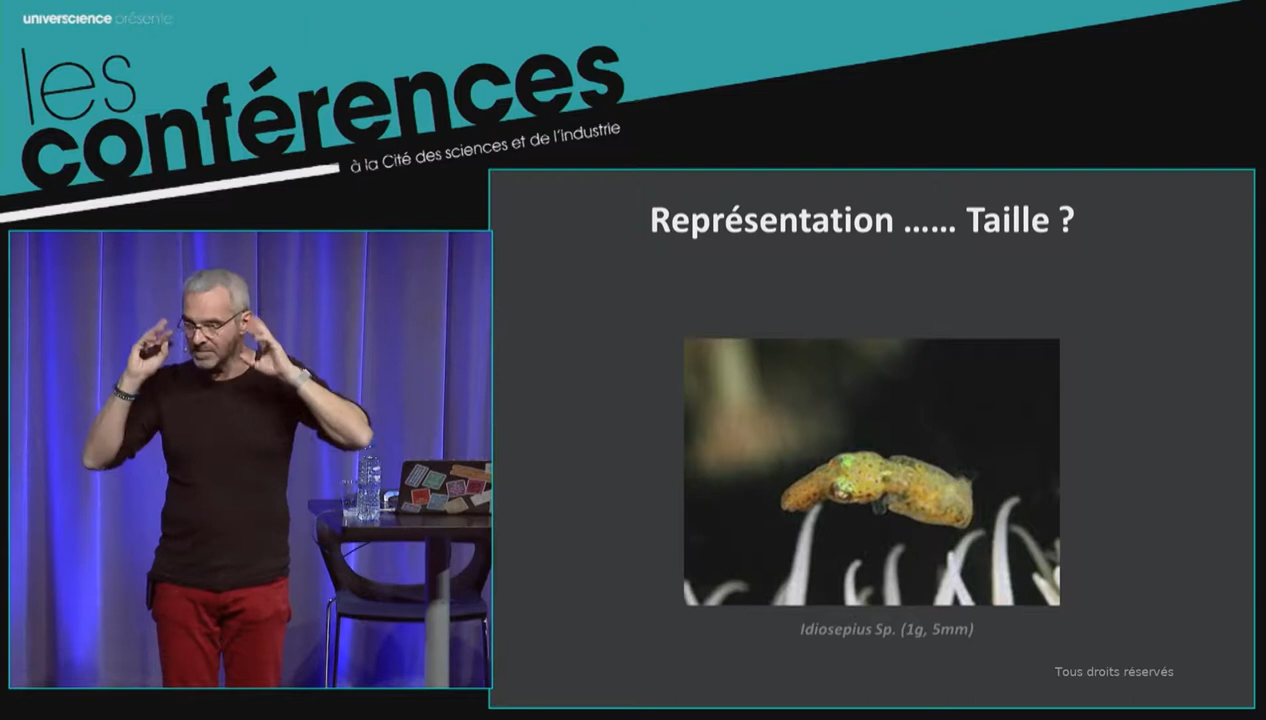 universcience présente
les
conférences
à la Cité des sciences et de l'industrie
Représentation ...... Taille ?
Idiosepius Sp. (1g, 5mm)
Tous droits réservés